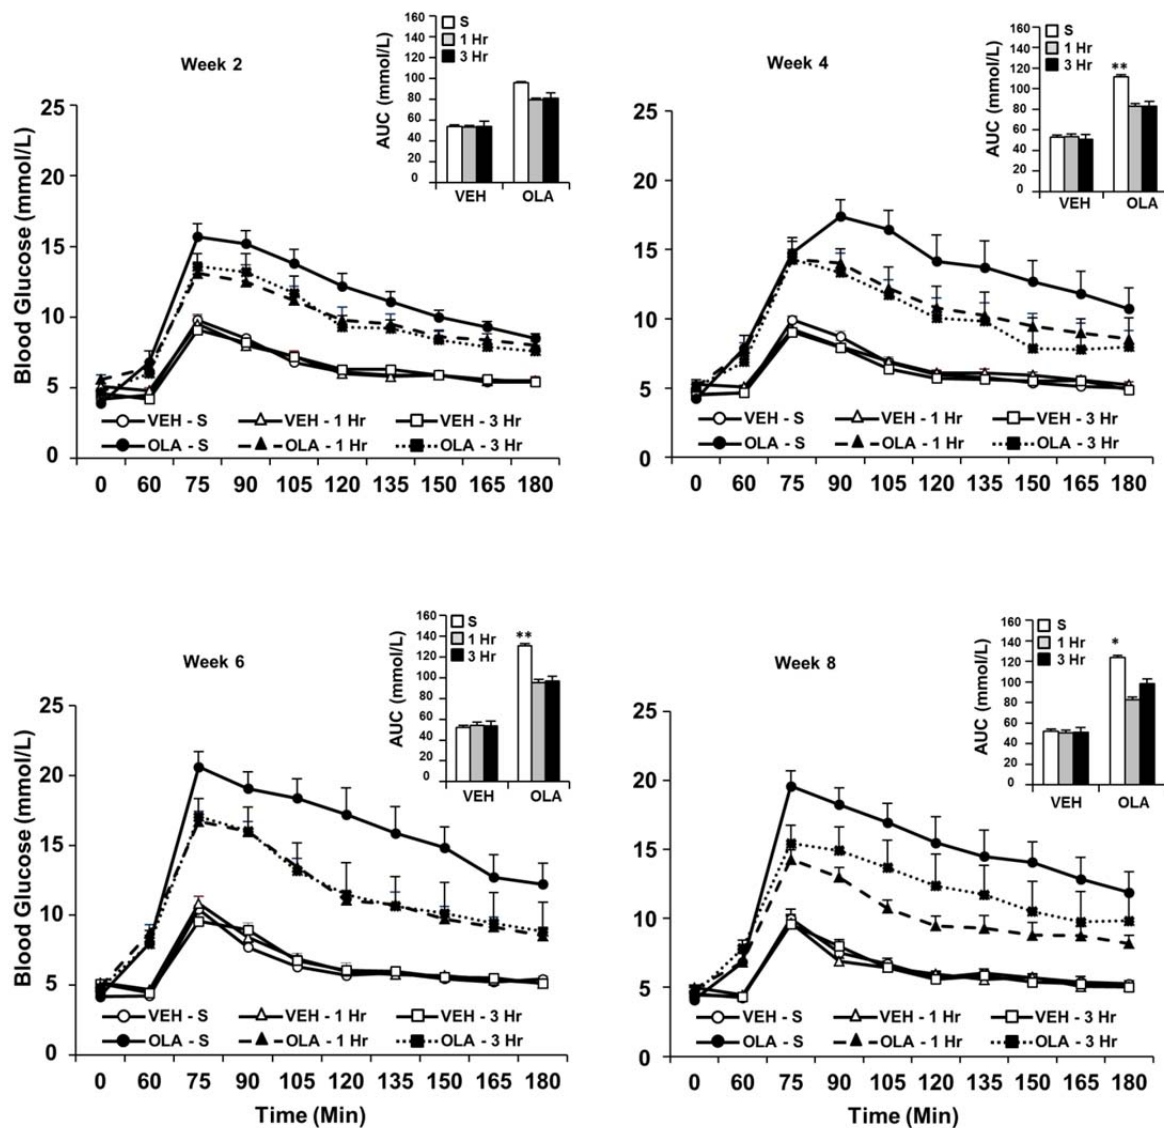 Week 2
160
140
120
100
80
60
40
20
0
AUC (mmol/L)
S
1 Hr
3 Hr
VEH OLA
25
20
15
10
5
0
Blood Glucose (mmol/L)
VEH - S VEH - 1 Hr VEH - 3 Hr
OLA - S OLA - 1 Hr OLA - 3 Hr
0 60 75 90 105 120 135 150 165 180
Week 4
160
140
120
100
80
60
40
20
0
AUC (mmol/L)
S
1 Hr
3 Hr
**
VEH OLA
25
20
15
10
5
0
VEH - S VEH - 1 Hr VEH - 3 Hr
OLA - S OLA - 1 Hr OLA - 3 Hr
0 60 75 90 105 120 135 150 165 180
Week 6
160
140
120
100
80
60
40
20
0
AUC (mmol/L)
S
1 Hr
3 Hr
**
VEH OLA
25
20
15
10
5
0
Blood Glucose (mmol/L)
VEH - S VEH - 1 Hr VEH - 3 Hr
OLA - S OLA - 1 Hr OLA - 3 Hr
0 60 75 90 105 120 135 150 165 180
Time (Min)
Week 8
160
140
120
100
80
60
40
20
0
AUC (mmol/L)
S
1 Hr
3 Hr
*
VEH OLA
25
20
15
10
5
0
VEH - S VEH - 1 Hr VEH - 3 Hr
OLA - S OLA - 1 Hr OLA - 3 Hr
0 60 75 90 105 120 135 150 165 180
Time (Min)